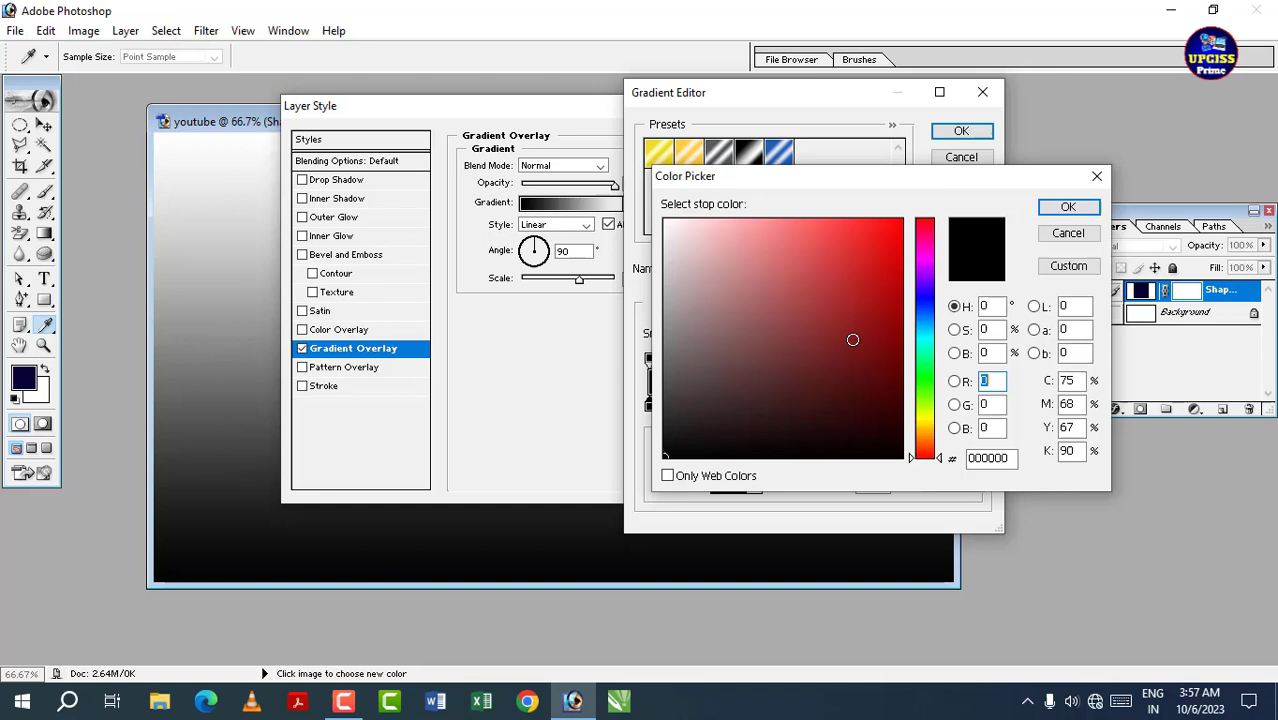 Adobe Photoshop
File Edit Image Layer Select Filter View Window Help
Sample Size: Point Sample
File Browser Brushes
UPCISS
Prime
youtube @ 66.7% (Sha
Layer Style
Styles
Blending Options: Default
Drop Shadow
Inner Shadow
Outer Glow
Inner Glow
Bevel and Emboss
Contour
Texture
Satin
Color Overlay
Gradient Overlay
Pattern Overlay
Stroke
Gradient Overlay
Gradient
Blend Mode: Normal
Opacity:
Gradient:
Style: Linear
Angle: 90 °
Scale:
Gradient Editor
Presets
OK
Cancel
Color Picker
Select stop color:
OK
Cancel
Custom
H: 0 ° L: 0
S: 0 % a: 0
B: 0 % b: 0
R: 0 C: 75 %
G: 0 M: 68 %
B: 0 Y: 67 %
# 000000 K: 90 %
Only Web Colors
Channels Paths
Opacity: 100%
Fill: 100%
Shap...
Background
66.67% Doc: 2.64M/0K Click image to choose new color
ENG
IN
3:57 AM
10/6/2023